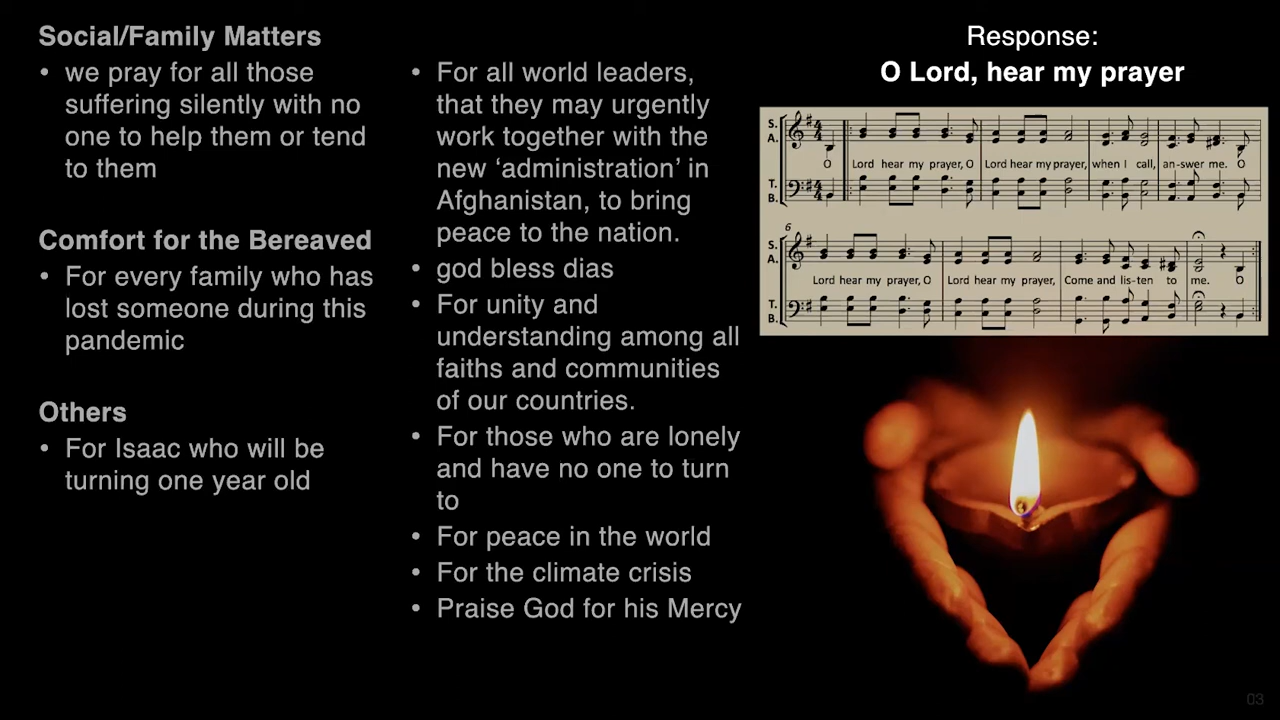 Social/Family Matters
• we pray for all those
suffering silently with no
one to help them or tend
to them
Comfort for the Bereaved
• For every family who has
lost someone during this
pandemic
Others
• For Isaac who will be
turning one year old
• For all world leaders,
that they may urgently
work together with the
new ‘administration’ in
Afghanistan, to bring
peace to the nation.
• god bless dias
• For unity and
understanding among all
faiths and communities
of our countries.
• For those who are lonely
and have no one to turn
to
• For peace in the world
• For the climate crisis
• Praise God for his Mercy
Response:
O Lord, hear my prayer
S.
A.
O Lord hear my prayer, O Lord hear my prayer, when I call, an-swer me. O
T.
B.
6
S.
A.
Lord hear my prayer, O Lord hear my prayer, Come and lis-ten to me. O
T.
B.
03